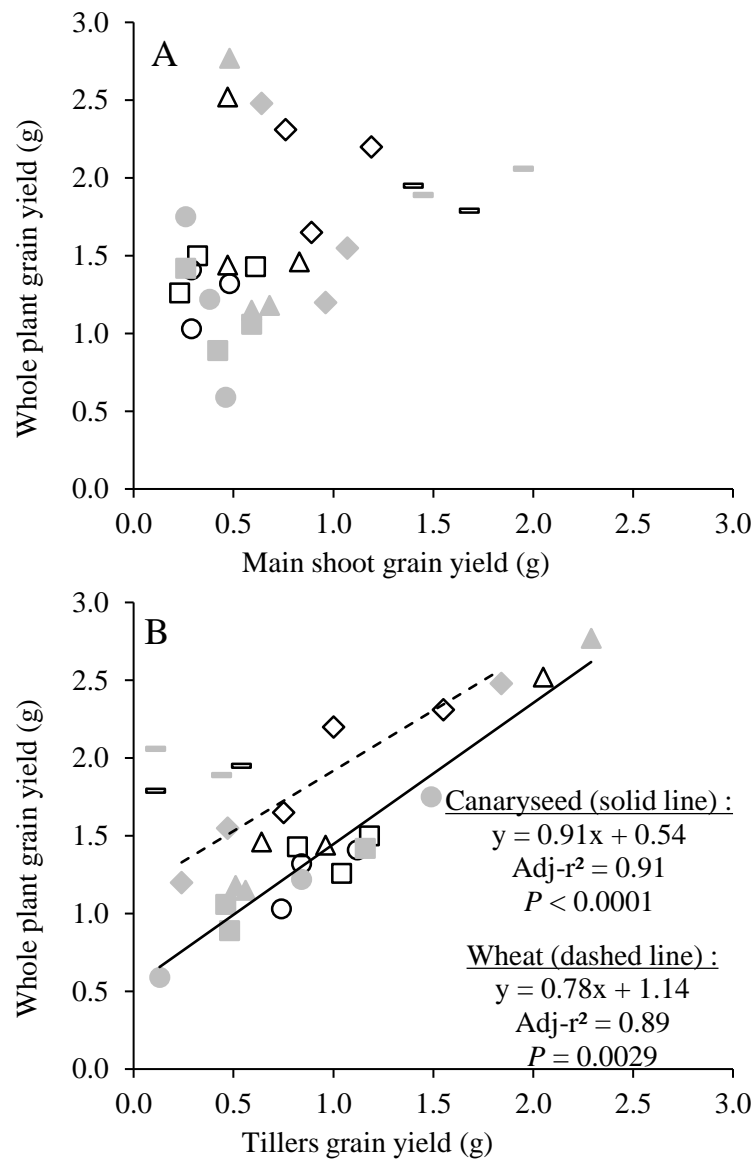 A
3.0
2.5
2.0
1.5
1.0
0.5
0.0
Whole plant grain yield (g)
0.0 0.5 1.0 1.5 2.0 2.5 3.0
Main shoot grain yield (g)
B
3.0
2.5
2.0
1.5
1.0
0.5
0.0
Whole plant grain yield (g)
Canaryseed (solid line) :
y = 0.91x + 0.54
Adj-r² = 0.91
P < 0.0001
Wheat (dashed line) :
y = 0.78x + 1.14
Adj-r² = 0.89
P = 0.0029
0.0 0.5 1.0 1.5 2.0 2.5 3.0
Tillers grain yield (g)